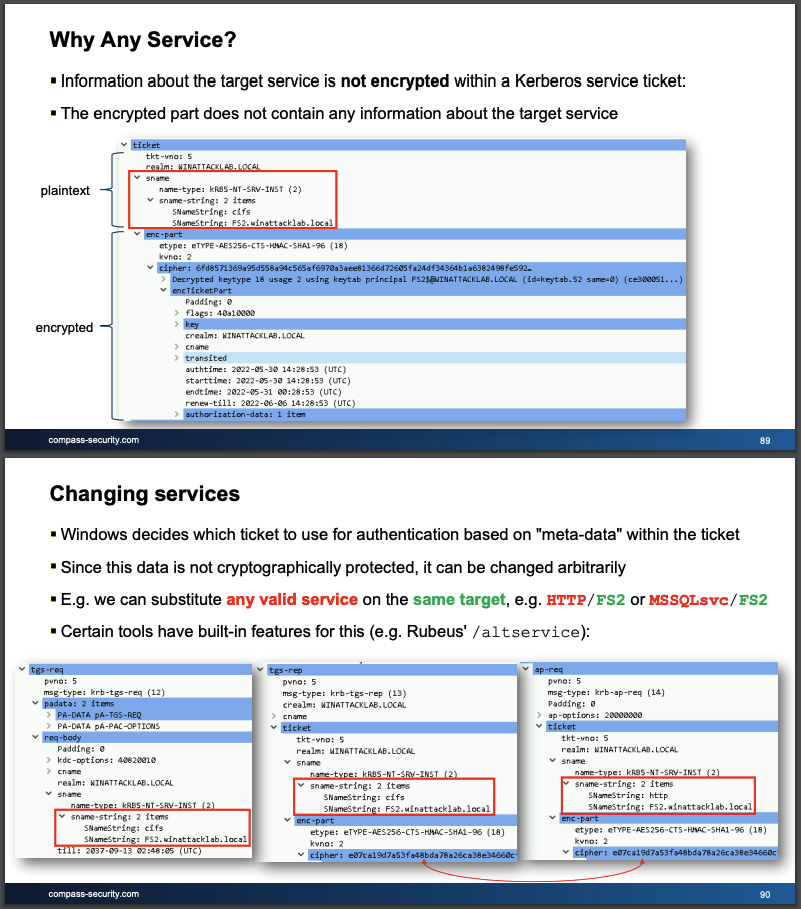 Why Any Service?
▪ Information about the target service is not encrypted within a Kerberos service ticket:
▪ The encrypted part does not contain any information about the target service
plaintext
encrypted
ticket
tkt-vno: 5
realm: WINATTACKLAB.LOCAL
sname
name-type: kRB5-NT-SRV-INST (2)
sname-string: 2 items
SNameString: cifs
SNameString: FS2.winattacklab.local
enc-part
etype: eTYPE-AES256-CTS-HMAC-SHA1-96 (18)
kvno: 2
cipher: 6fd8571369a95d558a94c565af6970a3aee81366d72605fa24df34364b1a6382498fe592…
Decrypted keytype 18 usage 2 using keytab principal FS2$@WINATTACKLAB.LOCAL (id=keytab.52 same=0) (ce300051...)
encTicketPart
Padding: 0
flags: 40a10000
key
crealm: WINATTACKLAB.LOCAL
cname
transited
authtime: 2022-05-30 14:28:53 (UTC)
starttime: 2022-05-30 14:28:53 (UTC)
endtime: 2022-05-31 00:28:53 (UTC)
renew-till: 2022-06-06 14:28:53 (UTC)
authorization-data: 1 item
compass-security.com
89
Changing services
▪ Windows decides which ticket to use for authentication based on "meta-data" within the ticket
▪ Since this data is not cryptographically protected, it can be changed arbitrarily
▪ E.g. we can substitute any valid service on the same target, e.g. HTTP/FS2 or MSSQLsvc/FS2
▪ Certain tools have built-in features for this (e.g. Rubeus' /altservice):
tgs-req
pvno: 5
msg-type: krb-tgs-req (12)
padata: 2 items
PA-DATA pA-TGS-REQ
PA-DATA pA-PAC-OPTIONS
req-body
Padding: 0
kdc-options: 40820010
cname
realm: WINATTACKLAB.LOCAL
sname
name-type: kRB5-NT-SRV-INST (2)
sname-string: 2 items
SNameString: cifs
SNameString: FS2.winattacklab.local
till: 2037-09-13 02:48:05 (UTC)
tgs-rep
pvno: 5
msg-type: krb-tgs-rep (13)
crealm: WINATTACKLAB.LOCAL
cname
ticket
tkt-vno: 5
realm: WINATTACKLAB.LOCAL
sname
name-type: kRB5-NT-SRV-INST (2)
sname-string: 2 items
SNameString: cifs
SNameString: FS2.winattacklab.local
enc-part
etype: eTYPE-AES256-CTS-HMAC-SHA1-96 (18)
kvno: 2
cipher: e07ca19d7a53fa48bda78a26ca38e34660c
ap-req
pvno: 5
msg-type: krb-ap-req (14)
Padding: 0
ap-options: 20000000
ticket
tkt-vno: 5
realm: WINATTACKLAB.LOCAL
sname
name-type: kRB5-NT-SRV-INST (2)
sname-string: 2 items
SNameString: http
SNameString: FS2.winattacklab.local
enc-part
etype: eTYPE-AES256-CTS-HMAC-SHA1-96 (18)
kvno: 2
cipher: e07ca19d7a53fa48bda78a26ca38e34660c
compass-security.com
90